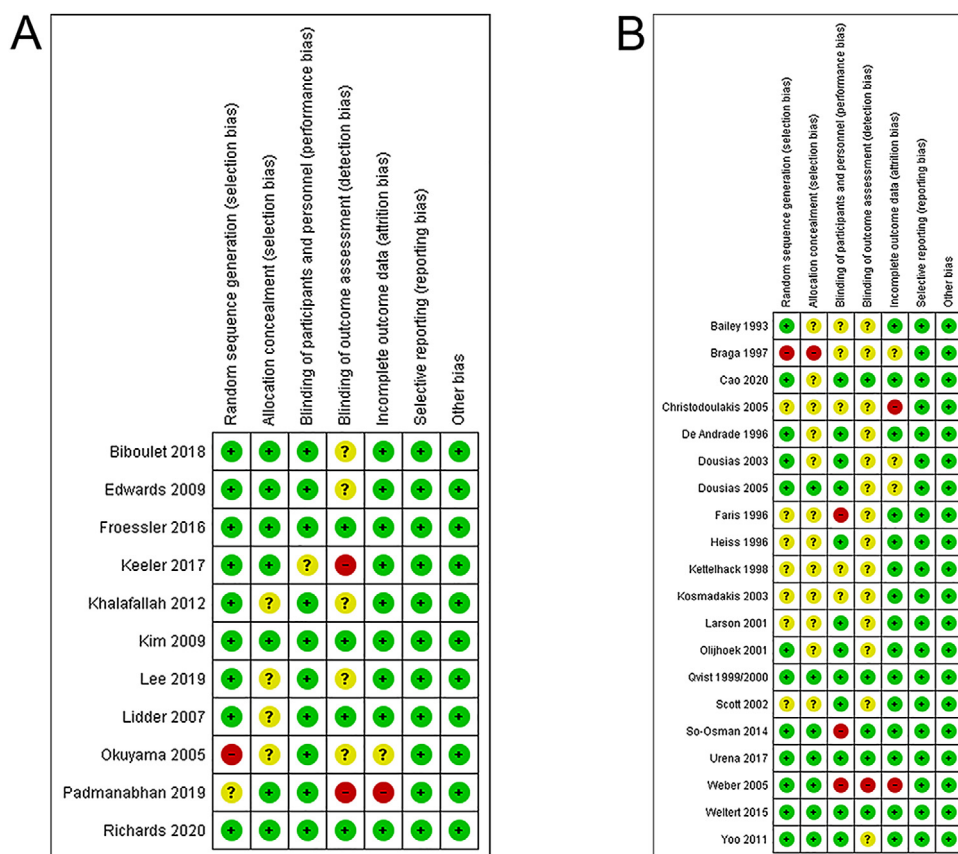 A
Random sequence generation (selection bias)
Allocation concealment (selection bias)
Blinding of participants and personnel (performance bias)
Blinding of outcome assessment (detection bias)
Incomplete outcome data (attrition bias)
Selective reporting (reporting bias)
Other bias
Biboulet 2018 + + + ? + + +
Edwards 2009 + + + ? + + +
Froessler 2016 + + + + + + +
Keeler 2017 + + ? - + + +
Khalafallah 2012 + ? + ? + + +
Kim 2009 + + + + + + +
Lee 2019 + ? + ? + + +
Lidder 2007 + ? + + + + +
Okuyama 2005 - ? + ? ? + +
Padmanabhan 2019 ? + + - - + +
Richards 2020 + + + + + + +
B
Random sequence generation (selection bias)
Allocation concealment (selection bias)
Blinding of participants and personnel (performance bias)
Blinding of outcome assessment (detection bias)
Incomplete outcome data (attrition bias)
Selective reporting (reporting bias)
Other bias
Bailey 1993 + ? ? ? + + +
Braga 1997 - - ? ? ? + +
Cao 2020 + ? + + + + +
Christodoulakis 2005 ? ? ? ? - + +
De Andrade 1996 + ? + ? + + +
Dousias 2003 + ? + ? ? + +
Dousias 2005 + + + ? ? + +
Faris 1996 ? ? - ? + + +
Heiss 1996 ? ? + ? + + +
Kettelhack 1998 ? ? ? ? + + +
Kosmadakis 2003 ? ? ? ? + + +
Larson 2001 ? ? + ? + + +
Olijhoek 2001 + ? + ? + + +
Qvist 1999/2000 + + + + + + +
Scott 2002 ? ? + ? + + +
So-Osman 2014 + + - + + + +
Urena 2017 + + + + + + +
Weber 2005 + + - - - + +
Weltert 2015 + + + + + + +
Yoo 2011 + + + ? + + +